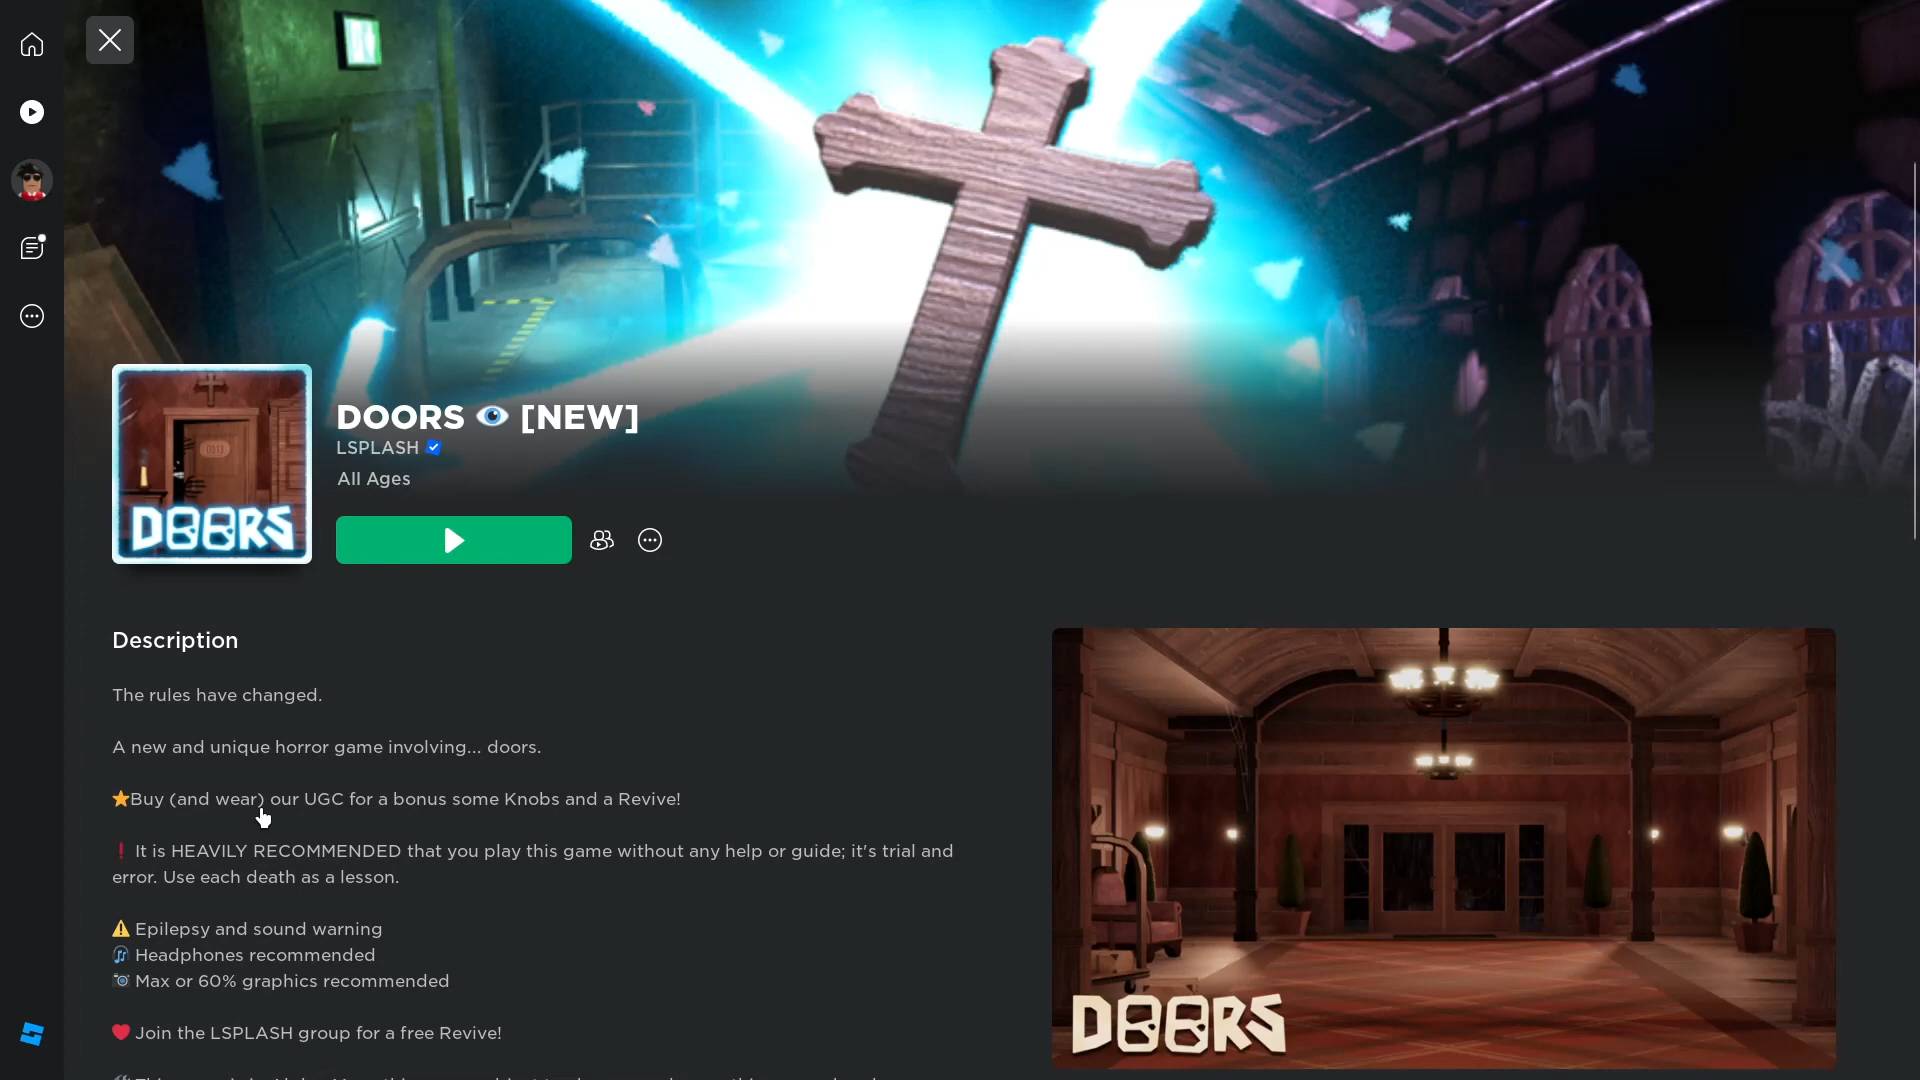 DOORS 👁 [NEW]
LSPLASH
All Ages
DOORS
Description
The rules have changed.
A new and unique horror game involving... doors.
⭐Buy (and wear) our UGC for a bonus some Knobs and a Revive!
❗ It is HEAVILY RECOMMENDED that you play this game without any help or guide; it's trial and
error. Use each death as a lesson.
⚠️ Epilepsy and sound warning
🎧 Headphones recommended
📷 Max or 60% graphics recommended
❤️ Join the LSPLASH group for a free Revive!
DOORS